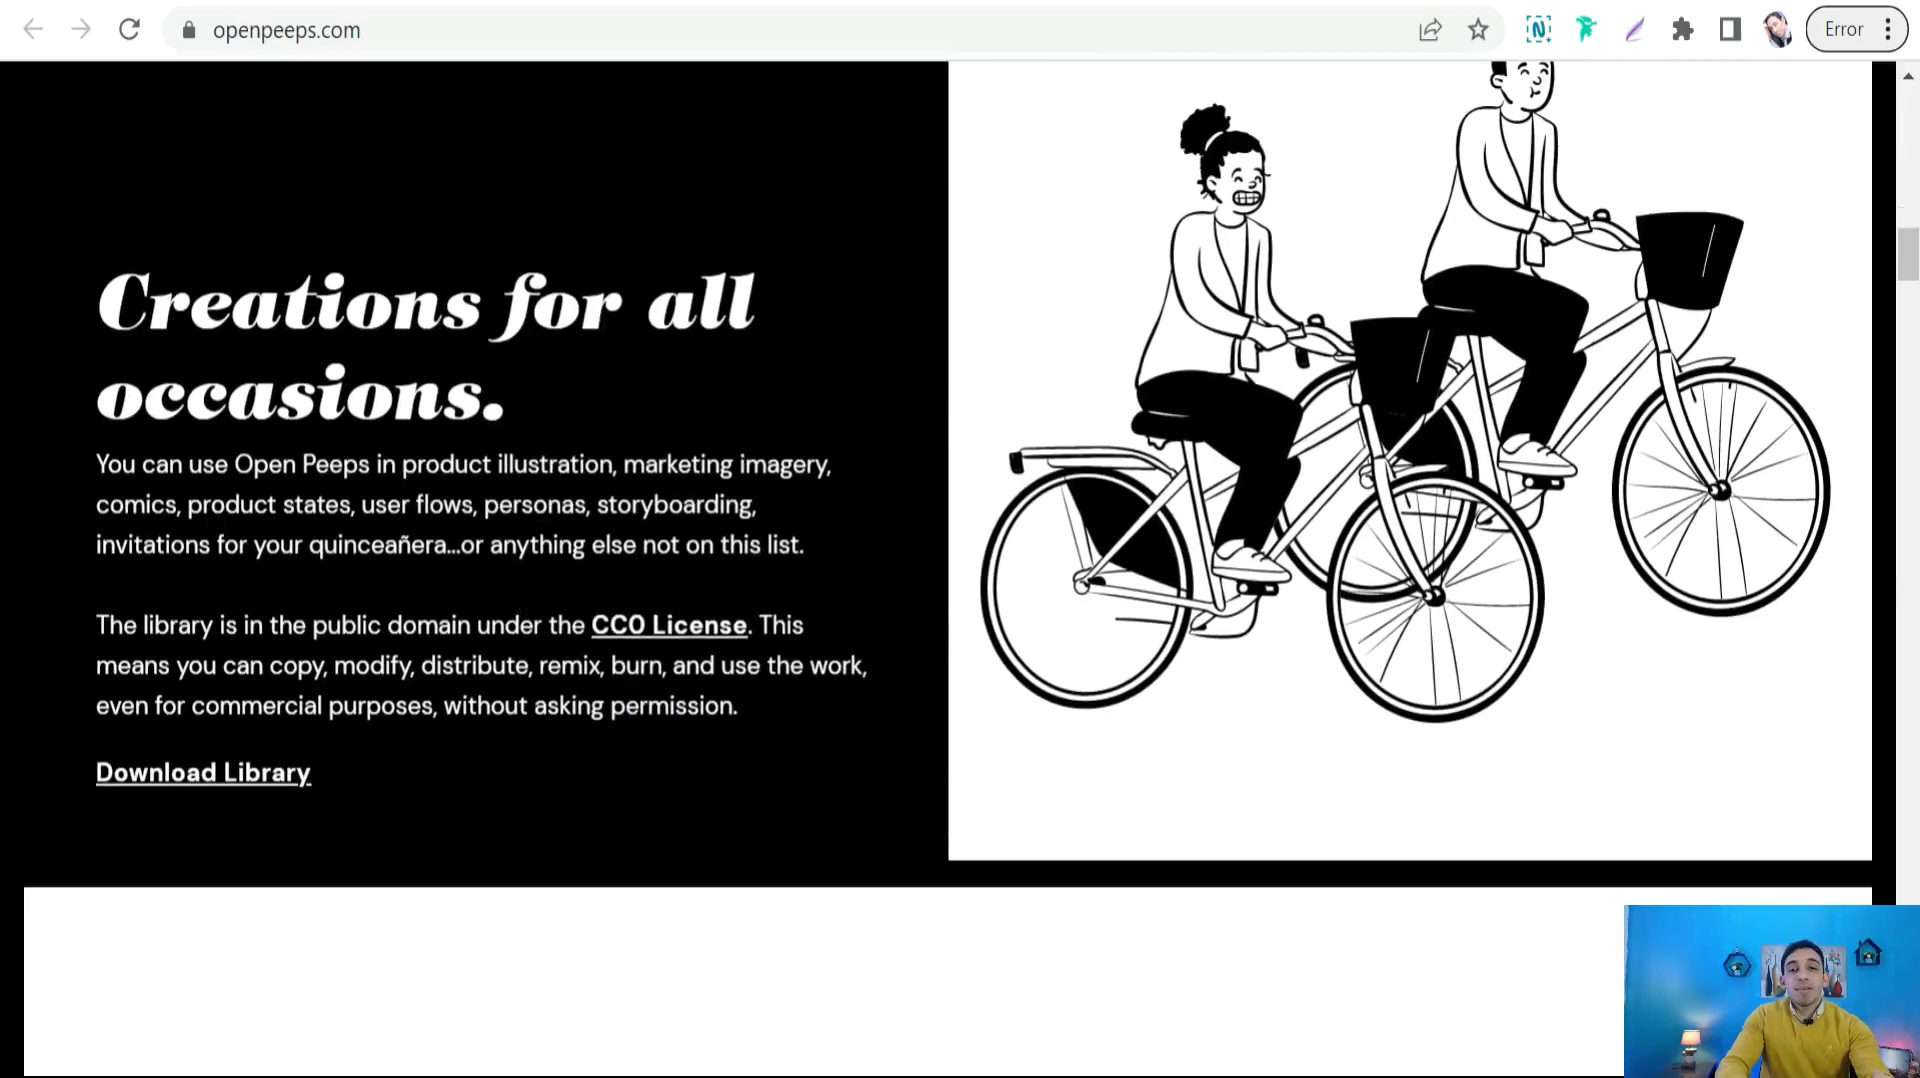 openpeeps.com
Error
Creations for all
occasions.
You can use Open Peeps in product illustration, marketing imagery,
comics, product states, user flows, personas, storyboarding,
invitations for your quinceañera...or anything else not on this list.
The library is in the public domain under the CC0 License. This
means you can copy, modify, distribute, remix, burn, and use the work,
even for commercial purposes, without asking permission.
Download Library